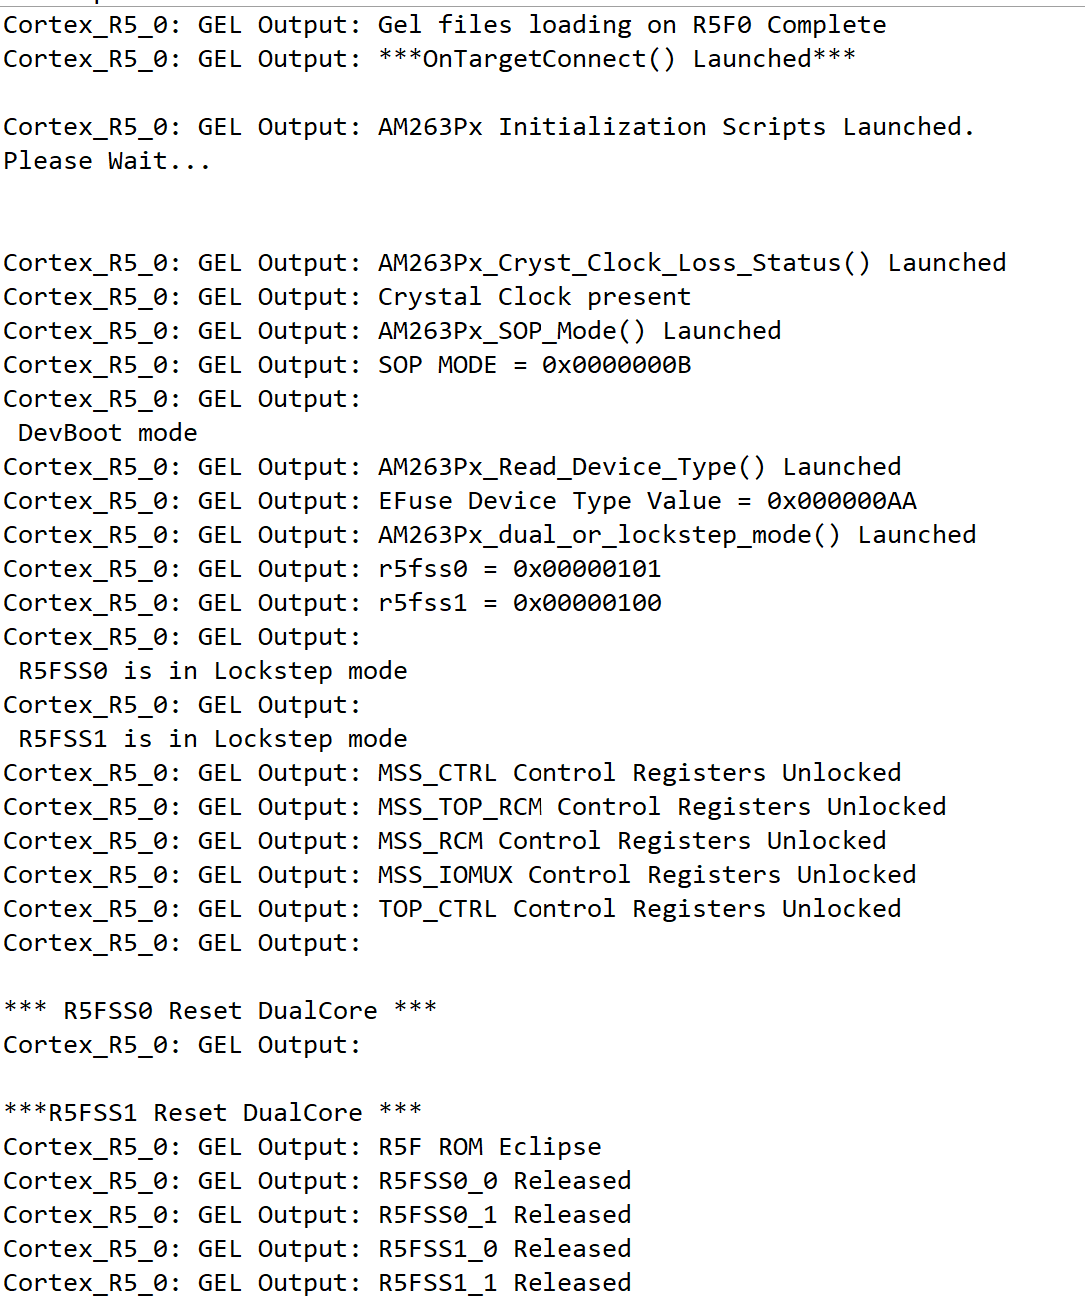 Cortex_R5_0: GEL Output: Gel files loading on R5F0 Complete
Cortex_R5_0: GEL Output: ***OnTargetConnect() Launched***
Cortex_R5_0: GEL Output: AM263Px Initialization Scripts Launched.
Please Wait...
Cortex_R5_0: GEL Output: AM263Px_Cryst_Clock_Loss_Status() Launched
Cortex_R5_0: GEL Output: Crystal Clock present
Cortex_R5_0: GEL Output: AM263Px_SOP_Mode() Launched
Cortex_R5_0: GEL Output: SOP MODE = 0x0000000B
Cortex_R5_0: GEL Output:
DevBoot mode
Cortex_R5_0: GEL Output: AM263Px_Read_Device_Type() Launched
Cortex_R5_0: GEL Output: EFuse Device Type Value = 0x000000AA
Cortex_R5_0: GEL Output: AM263Px_dual_or_lockstep_mode() Launched
Cortex_R5_0: GEL Output: r5fss0 = 0x00000101
Cortex_R5_0: GEL Output: r5fss1 = 0x00000100
Cortex_R5_0: GEL Output:
R5FSS0 is in Lockstep mode
Cortex_R5_0: GEL Output:
R5FSS1 is in Lockstep mode
Cortex_R5_0: GEL Output: MSS_CTRL Control Registers Unlocked
Cortex_R5_0: GEL Output: MSS_TOP_RCM Control Registers Unlocked
Cortex_R5_0: GEL Output: MSS_RCM Control Registers Unlocked
Cortex_R5_0: GEL Output: MSS_IOMUX Control Registers Unlocked
Cortex_R5_0: GEL Output: TOP_CTRL Control Registers Unlocked
Cortex_R5_0: GEL Output:
*** R5FSS0 Reset DualCore ***
Cortex_R5_0: GEL Output:
***R5FSS1 Reset DualCore ***
Cortex_R5_0: GEL Output: R5F ROM Eclipse
Cortex_R5_0: GEL Output: R5FSS0_0 Released
Cortex_R5_0: GEL Output: R5FSS0_1 Released
Cortex_R5_0: GEL Output: R5FSS1_0 Released
Cortex_R5_0: GEL Output: R5FSS1_1 Released